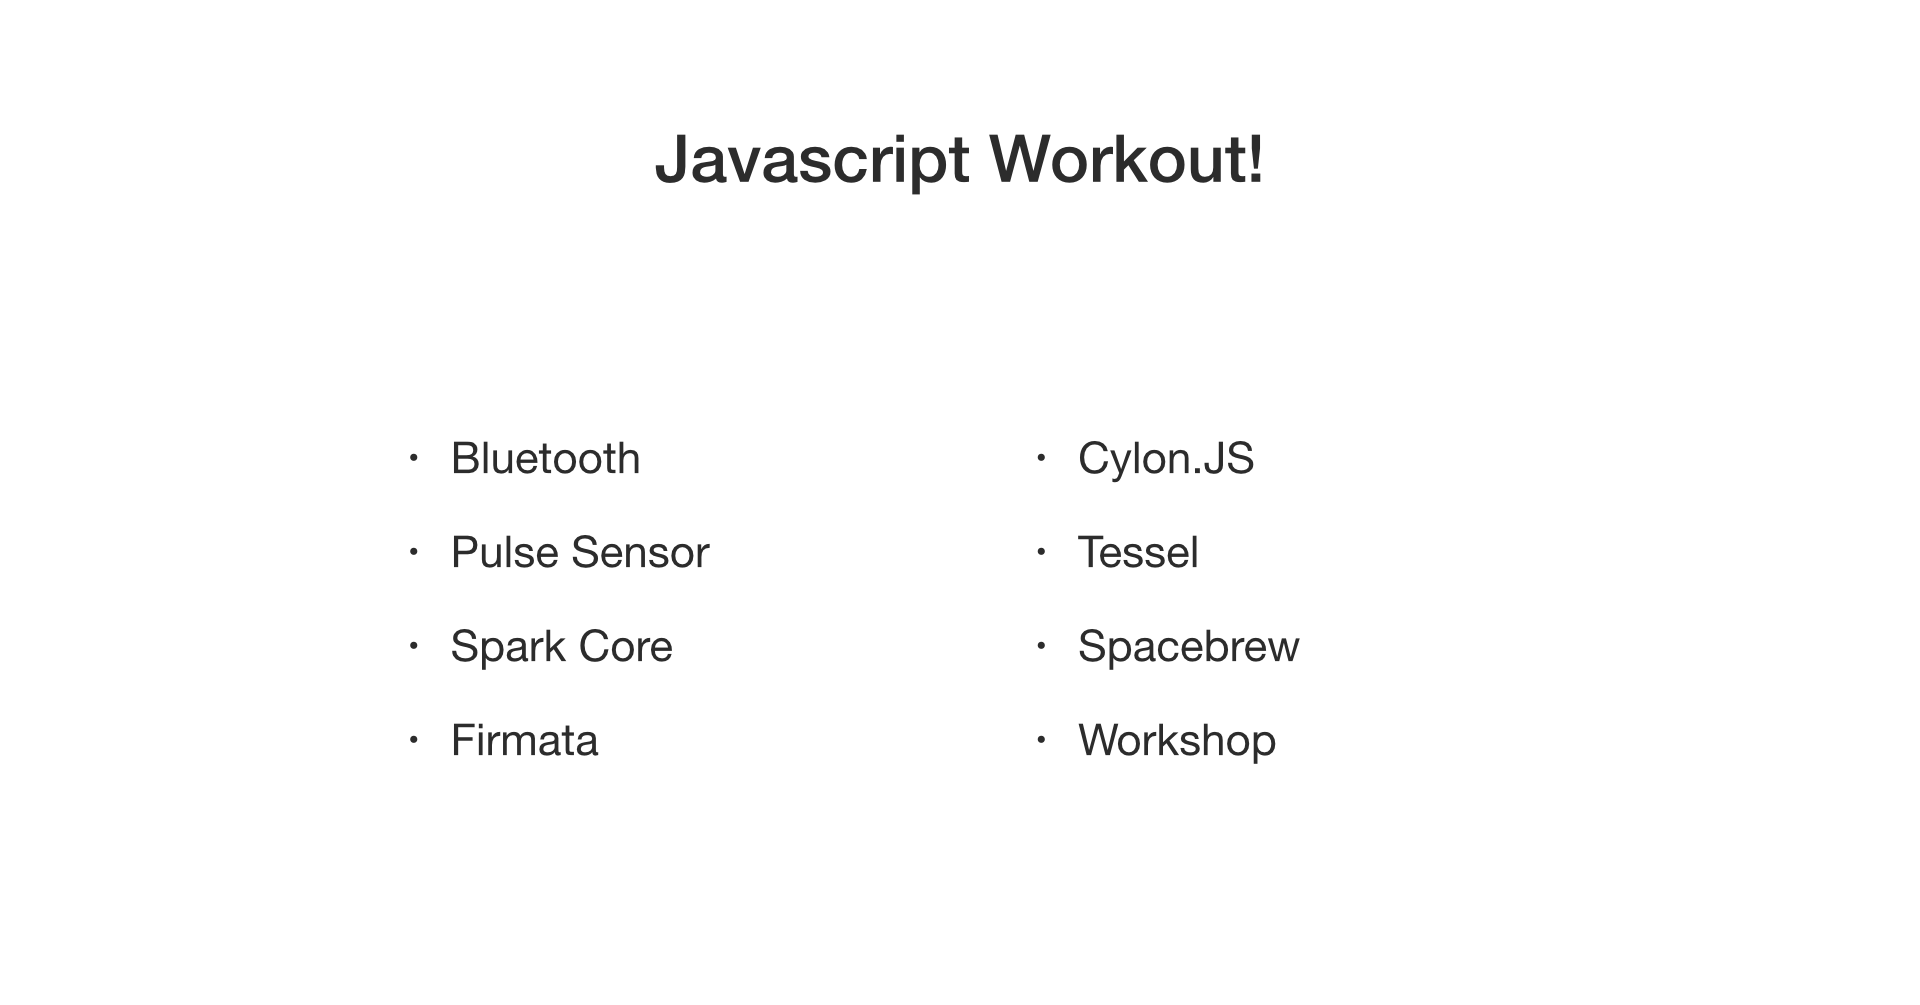 Javascript Workout!
• Bluetooth
• Pulse Sensor
• Spark Core
• Firmata
• Cylon.JS
• Tessel
• Spacebrew
• Workshop